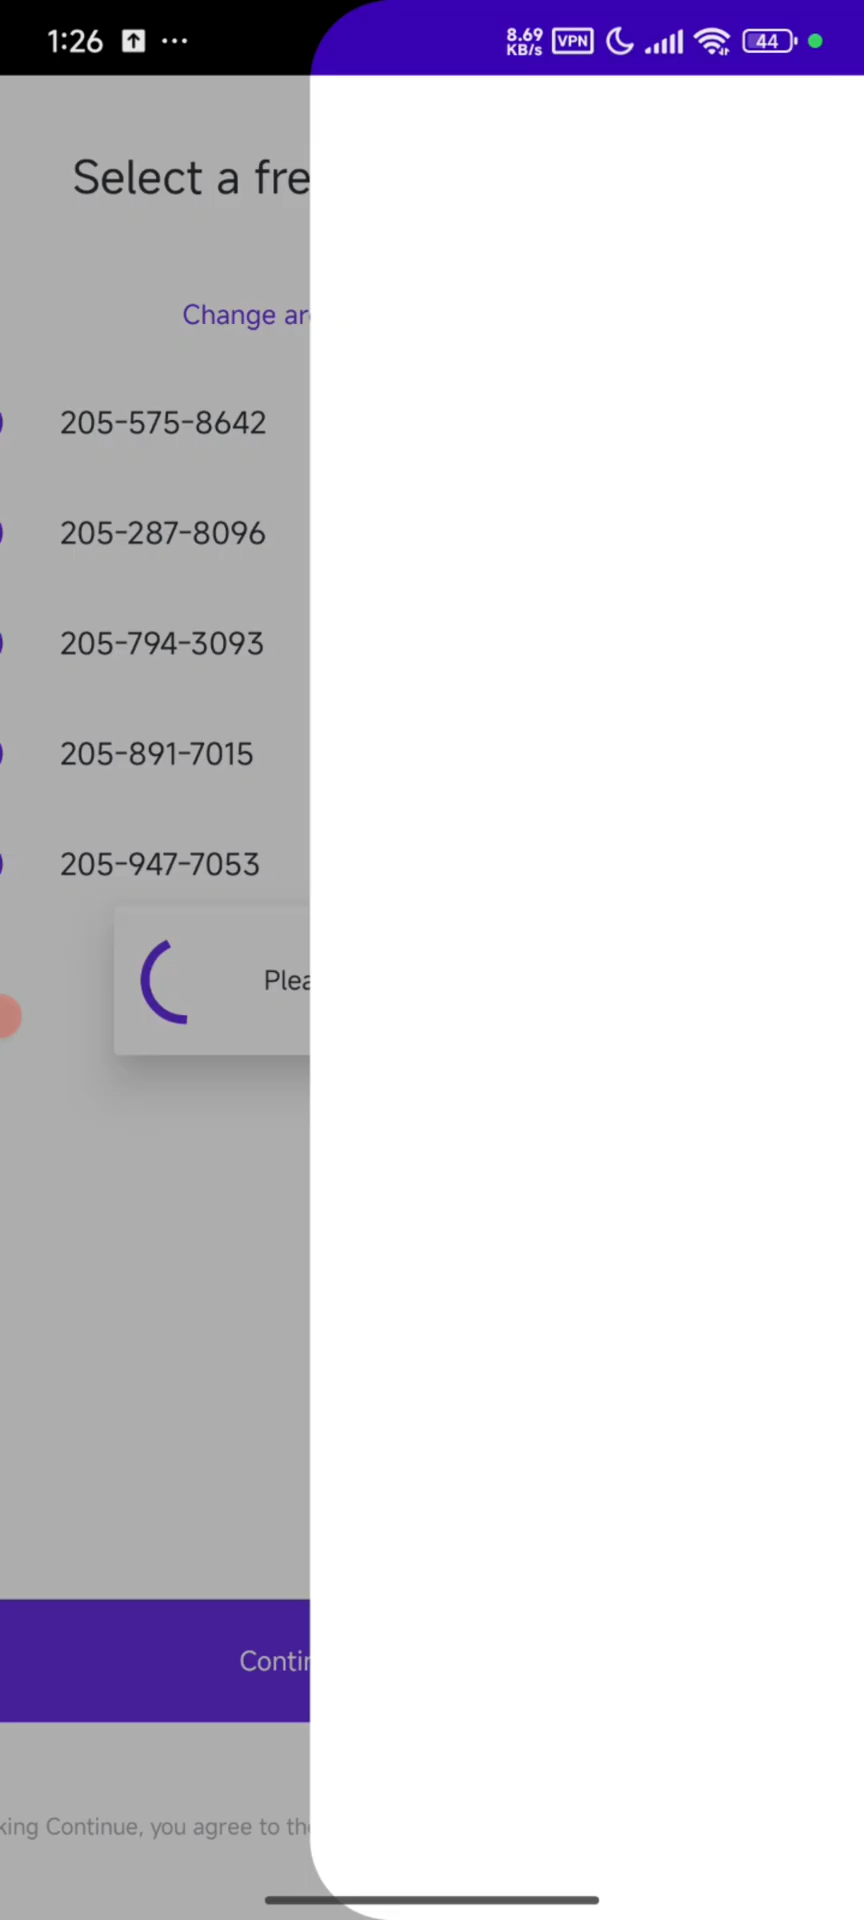 1:26 ...
8.69 KB/s VPN 44
Select a fre
Change ar
205-575-8642
205-287-8096
205-794-3093
205-891-7015
205-947-7053
Plea
Contin
king Continue, you agree to th